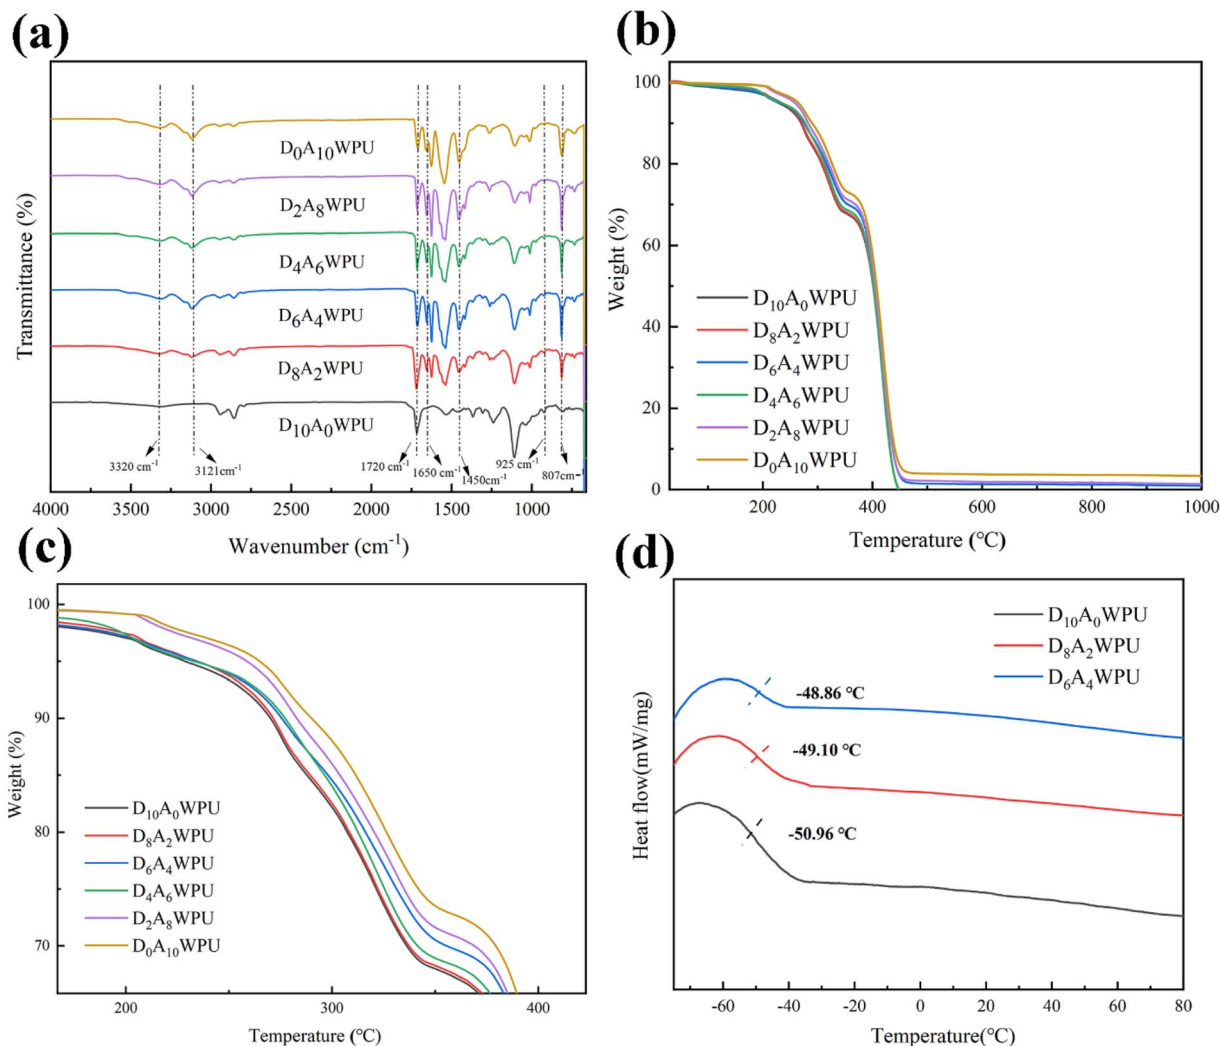 (a)
D0A10WPU
D2A8WPU
D4A6WPU
D6A4WPU
D8A2WPU
D10A0WPU
3320 cm-1
3121cm-1
1720 cm-1
1650 cm-1
1450cm-1
925 cm-1
807cm-1
Transmittance (%)
4000 3500 3000 2500 2000 1500 1000
Wavenumber (cm-1)
(b)
100
80
60
40
20
0
Weight (%)
D10A0WPU
D8A2WPU
D6A4WPU
D4A6WPU
D2A8WPU
D0A10WPU
200 400 600 800 1000
Temperature (℃)
(c)
100
90
80
70
Weight (%)
D10A0WPU
D8A2WPU
D6A4WPU
D4A6WPU
D2A8WPU
D0A10WPU
200 300 400
Temperature (℃)
(d)
D10A0WPU
D8A2WPU
D6A4WPU
-48.86 ℃
-49.10 ℃
-50.96 ℃
Heat flow(mW/mg)
-60 -40 -20 0 20 40 60 80
Temperature(℃)